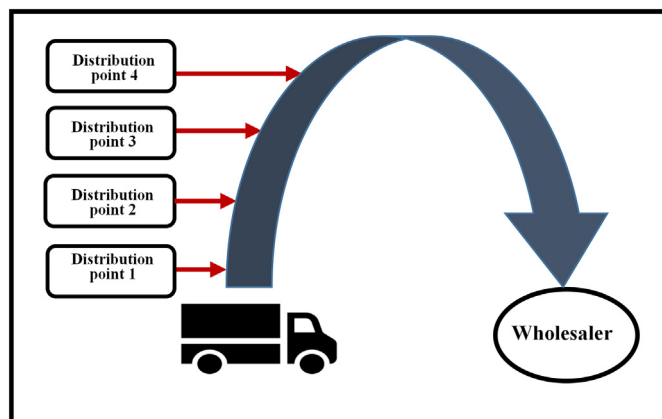 Distribution
point 4
Distribution
point 3
Distribution
point 2
Distribution
point 1
Wholesaler